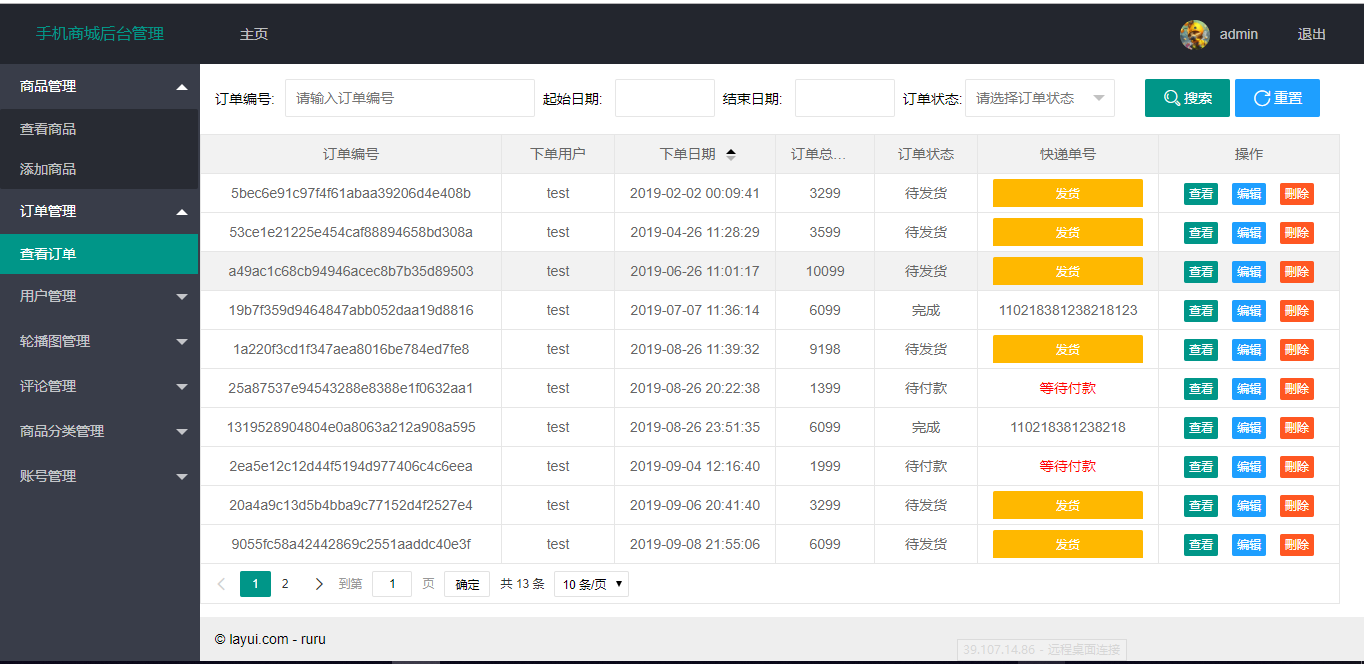 手机商城后台管理 主页 admin 退出
商品管理
查看商品
添加商品
订单管理
查看订单
用户管理
轮播图管理
评论管理
商品分类管理
账号管理
订单编号: 请输入订单编号 起始日期: 结束日期: 订单状态: 请选择订单状态 搜索 重置
订单编号 下单用户 下单日期 订单总... 订单状态 快递单号 操作
5bec6e91c97f4f61abaa39206d4e408b test 2019-02-02 00:09:41 3299 待发货 发货 查看 编辑 删除
53ce1e21225e454caf88894658bd308a test 2019-04-26 11:28:29 3599 待发货 发货 查看 编辑 删除
a49ac1c68cb94946acec8b7b35d89503 test 2019-06-26 11:01:17 10099 待发货 发货 查看 编辑 删除
19b7f359d9464847abb052daa19d8816 test 2019-07-07 11:36:14 6099 完成 110218381238218123 查看 编辑 删除
1a220f3cd1f347aea8016be784ed7fe8 test 2019-08-26 11:39:32 9198 待发货 发货 查看 编辑 删除
25a87537e94543288e8388e1f0632aa1 test 2019-08-26 20:22:38 1399 待付款 等待付款 查看 编辑 删除
1319528904804e0a8063a212a908a595 test 2019-08-26 23:51:35 6099 完成 110218381238218 查看 编辑 删除
2ea5e12c12d44f5194d977406c4c6eea test 2019-09-04 12:16:40 1999 待付款 等待付款 查看 编辑 删除
20a4a9c13d5b4bba9c77152d4f2527e4 test 2019-09-06 20:41:40 3299 待发货 发货 查看 编辑 删除
9055fc58a42442869c2551aaddc40e3f test 2019-09-08 21:55:06 6099 待发货 发货 查看 编辑 删除
1 2 到第 1 页 确定 共 13 条 10 条/页
© layui.com - ruru
39.107.14.86 - 远程桌面连接